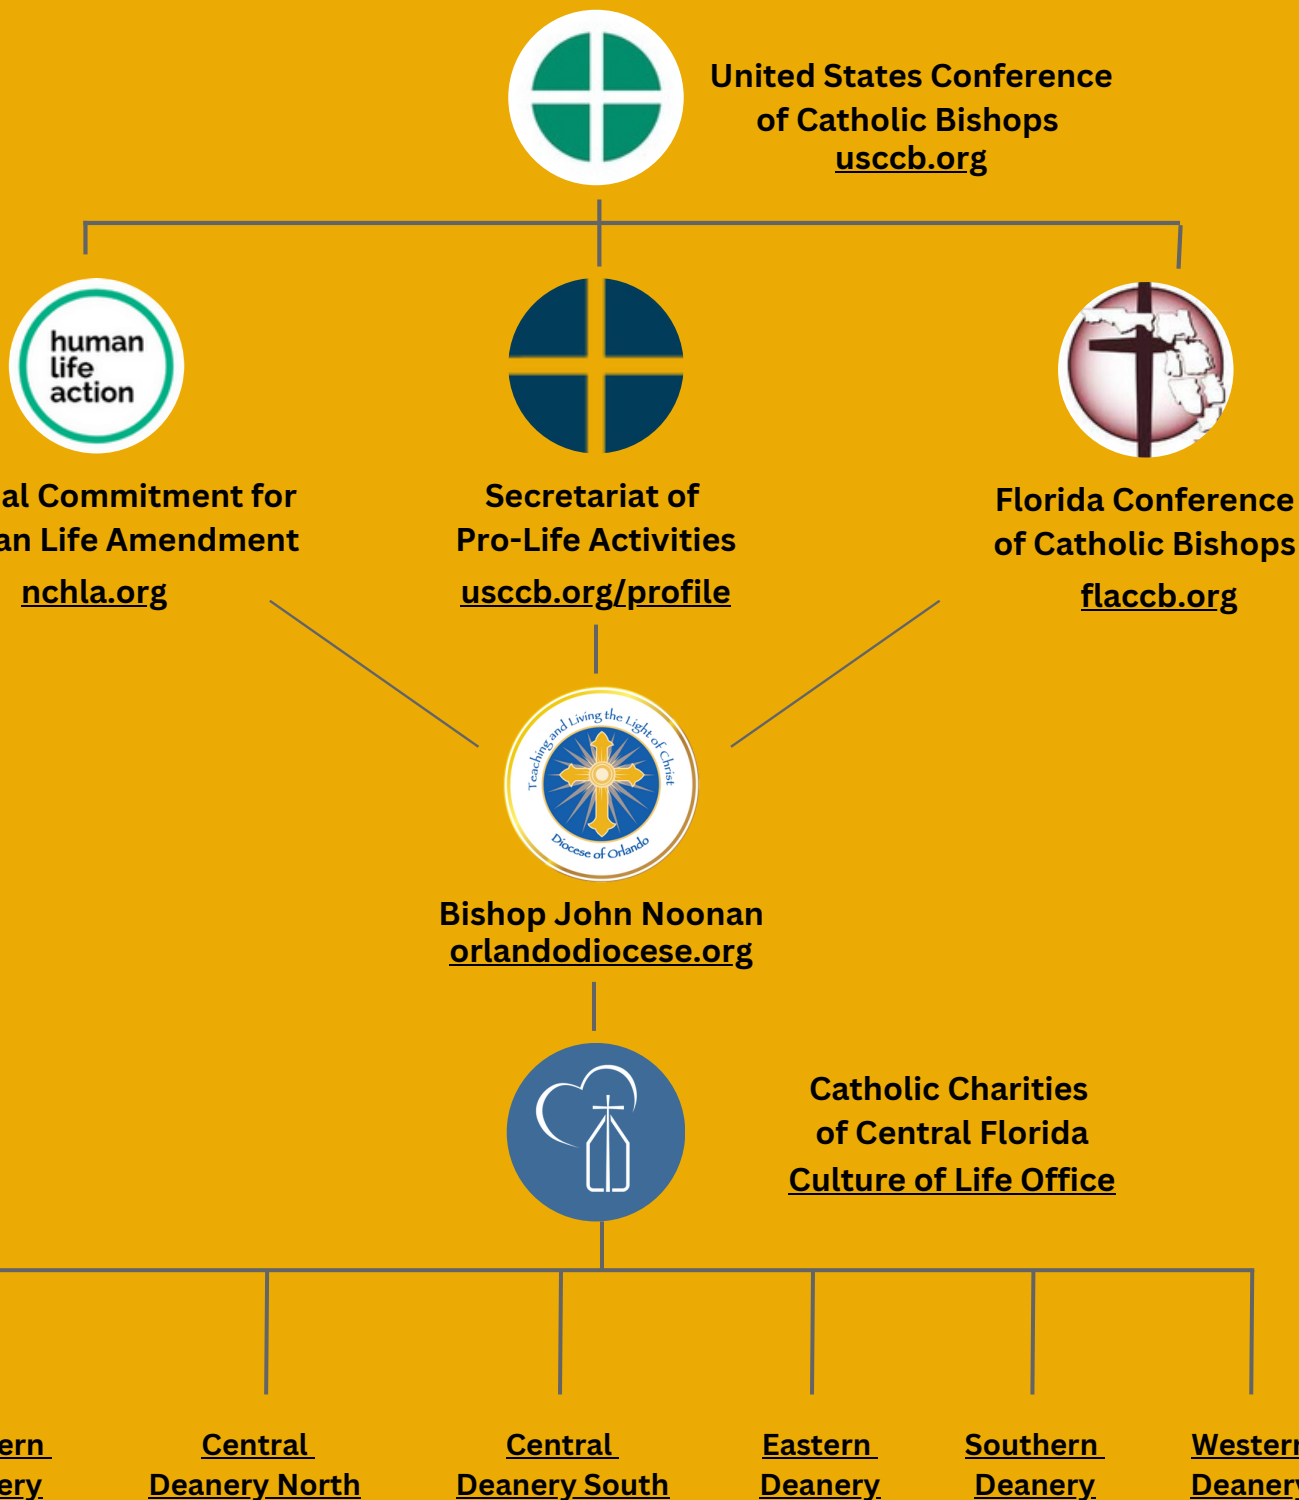 United States Conference
of Catholic Bishops
usccb.org
human
life
action
al Commitment for
an Life Amendment
nchla.org
Secretariat of
Pro-Life Activities
usccb.org/profile
Florida Conference
of Catholic Bishops
flaccb.org
Teaching and Living the Light of Christ
Diocese of Orlando
Bishop John Noonan
orlandodiocese.org
Catholic Charities
of Central Florida
Culture of Life Office
ern
ery
Central
Deanery North
Central
Deanery South
Eastern
Deanery
Southern
Deanery
Western
Deanery